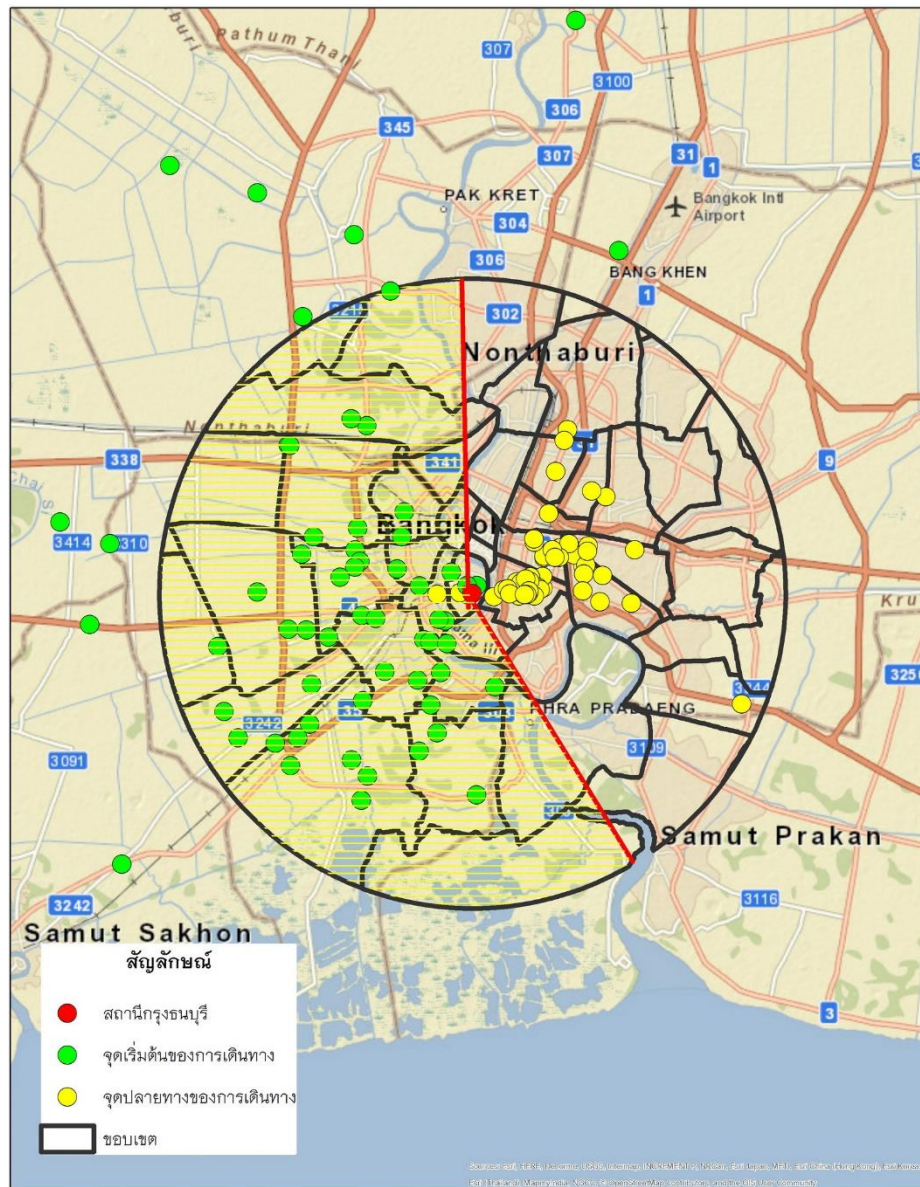 Pathum Thani
307
3100
306
345
307
31
1
PAK KRET
Bangkok Intl
Airport
304
306
BANG KHEN
1
302
Nonthaburi
31
Nonthaburi
338
341
9
Bangkok
3414
3310
3256
PHRA PRADAENG
35
3242
3109
3091
Samut Prakan
3116
3242
Samut Sakhon
3
สัญลักษณ์
สถานีกรุงธนบุรี
จุดเริ่มต้นของการเดินทาง
จุดปลายทางของการเดินทาง
ขอบเขต